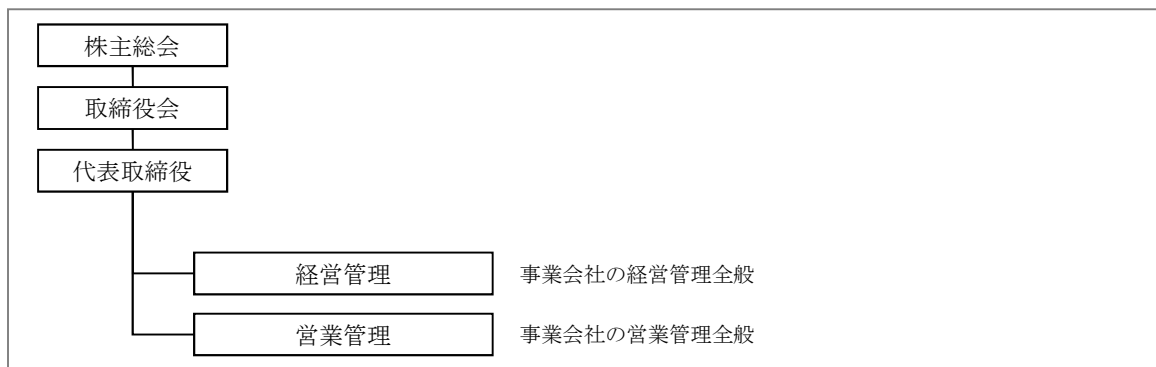 株主総会
取締役会
代表取締役
経営管理 事業会社の経営管理全般
営業管理 事業会社の営業管理全般